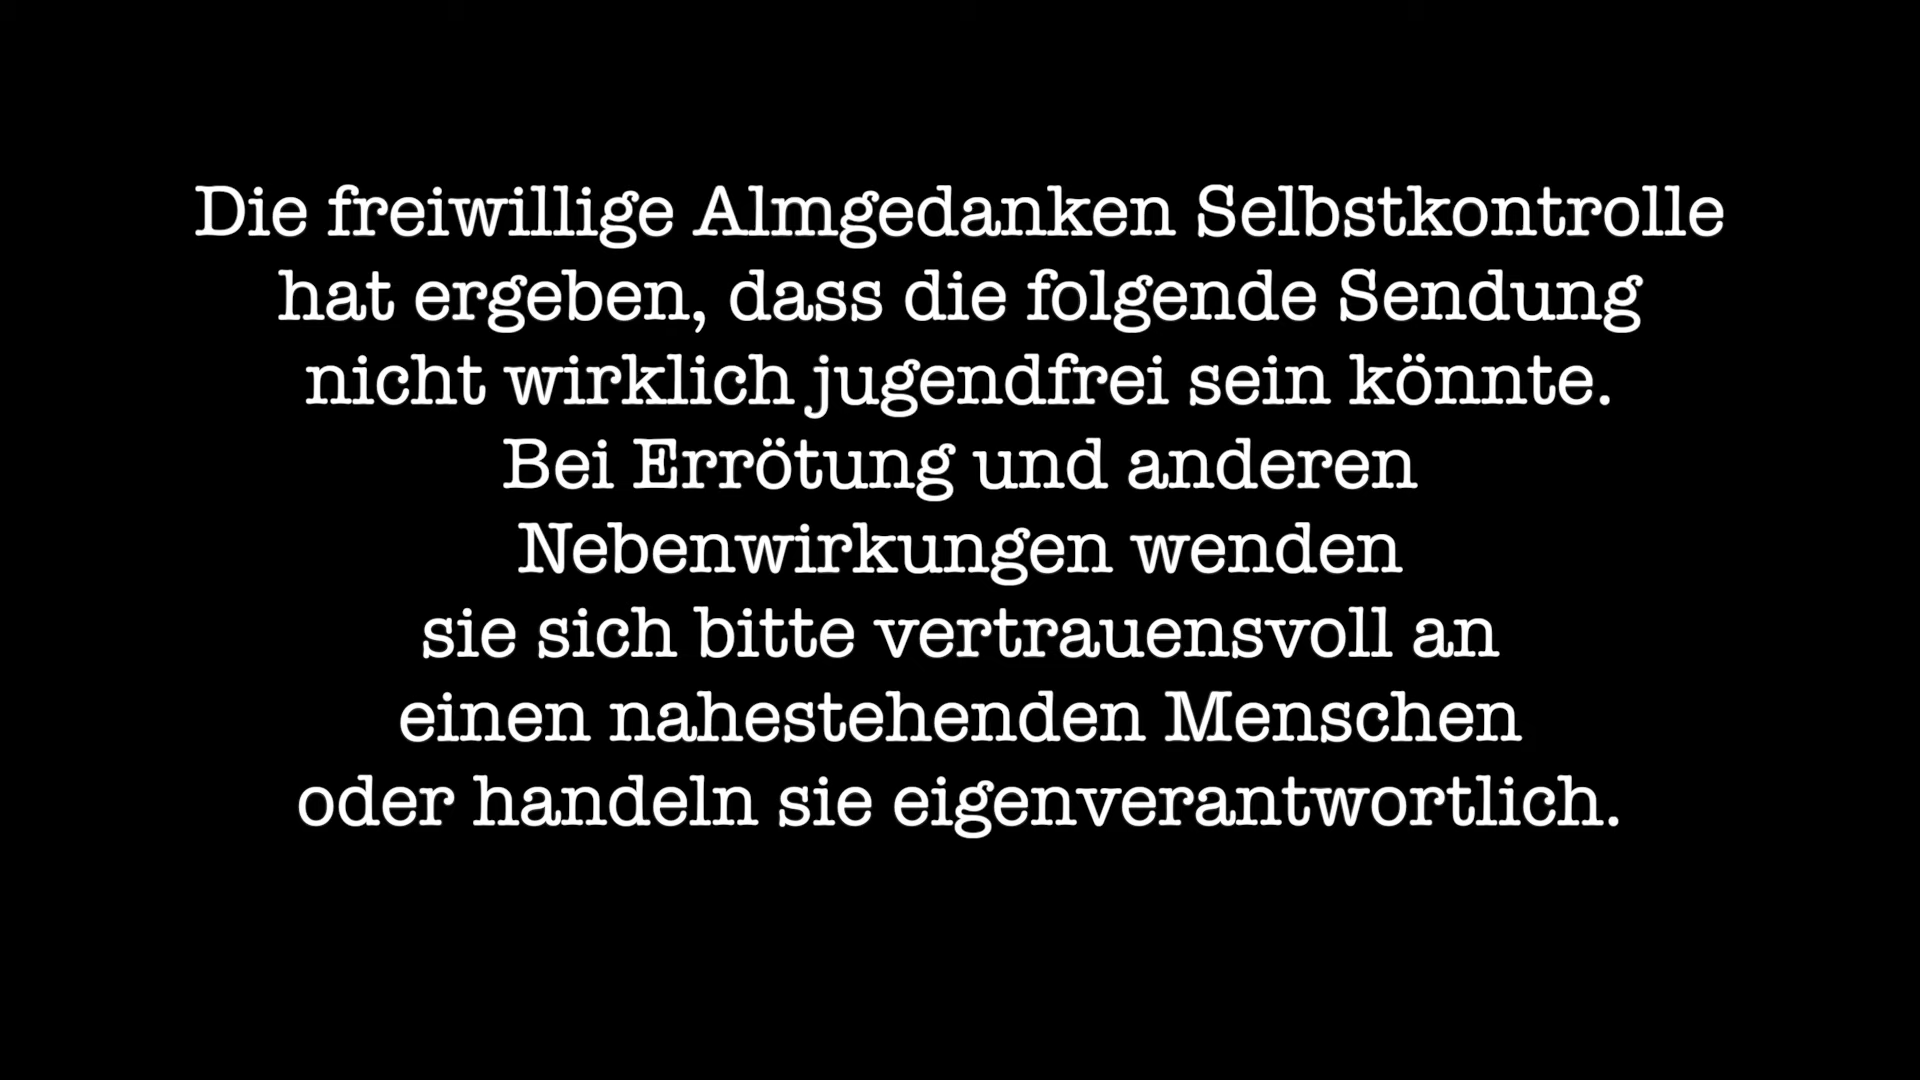 Die freiwillige Almgedanken Selbstkontrolle
hat ergeben, dass die folgende Sendung
nicht wirklich jugendfrei sein könnte.
Bei Errötung und anderen
Nebenwirkungen wenden
sie sich bitte vertrauensvoll an
einen nahestehenden Menschen
oder handeln sie eigenverantwortlich.